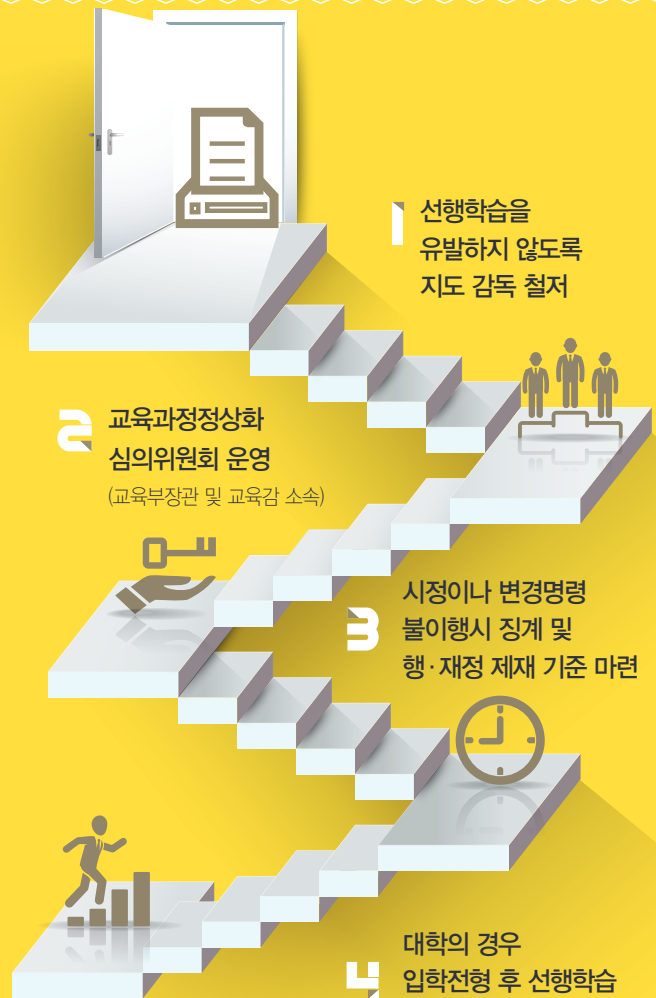 1
선행학습을
유발하지 않도록
지도 감독 철저
2
교육과정정상화
심의위원회 운영
(교육부장관 및 교육감 소속)
3
시정이나 변경명령
불이행시 징계 및
행·재정 제재 기준 마련
4
대학의 경우
입학전형 후 선행학습